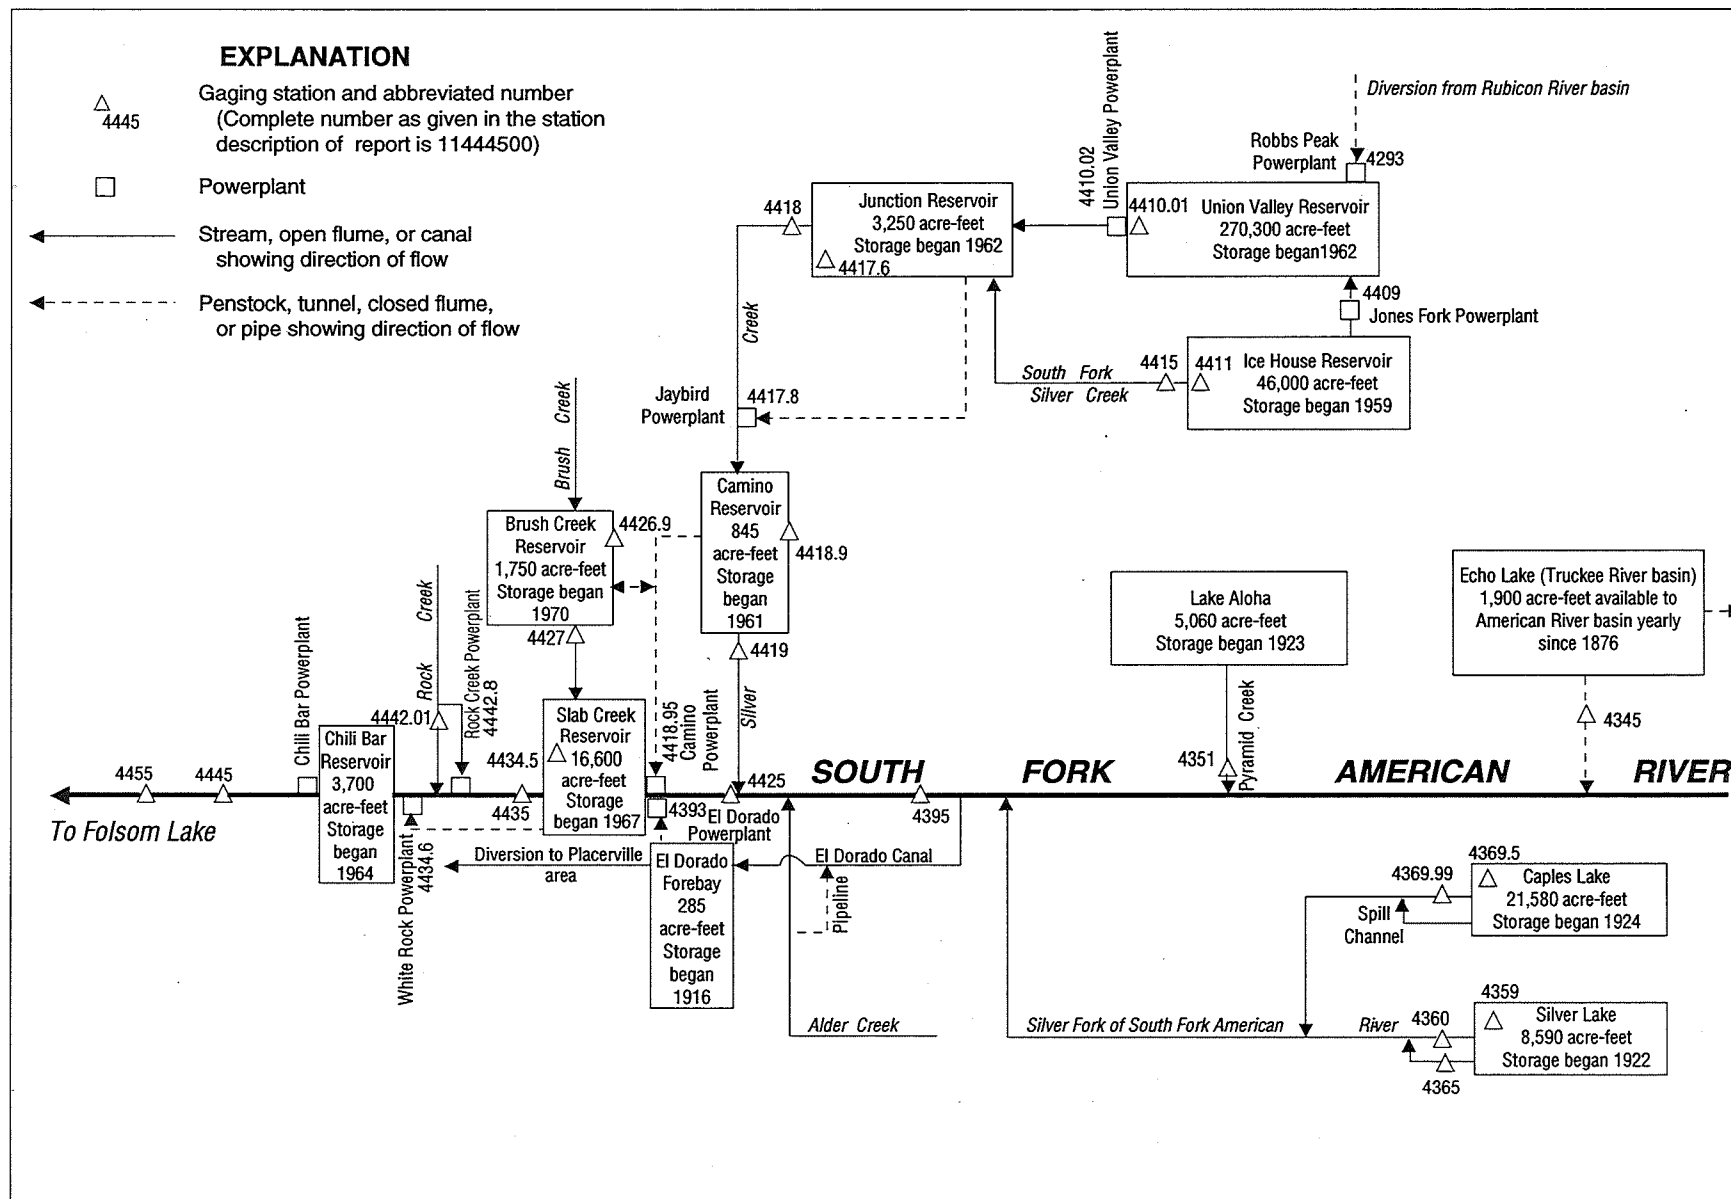 EXPLANATION
Gaging station and abbreviated number
(Complete number as given in the station
description of report is 11444500)
4445
Powerplant
Stream, open flume, or canal
showing direction of flow
Penstock, tunnel, closed flume,
or pipe showing direction of flow
Diversion from Rubicon River basin
Robbs Peak
Powerplant
4293
4410.02
Union Valley Powerplant
4410.01
Union Valley Reservoir
270,300 acre-feet
Storage began1962
4409
Jones Fork Powerplant
Junction Reservoir
3,250 acre-feet
Storage began 1962
4417.6
4418
Creek
4415
4411
Ice House Reservoir
46,000 acre-feet
Storage began 1959
South Fork
Silver Creek
Jaybird
Powerplant
4417.8
Brush Creek
Brush Creek
Reservoir
1,750 acre-feet
Storage began
1970
4426.9
4427
Camino
Reservoir
845
acre-feet
Storage
began
1961
4418.9
4419
Silver
4418.95
Camino
Powerplant
Lake Aloha
5,060 acre-feet
Storage began 1923
4351
Pyramid Creek
Echo Lake (Truckee River basin)
1,900 acre-feet available to
American River basin yearly
since 1876
4345
Chili Bar Powerplant
Rock Creek
4442.01
Rock Creek Powerplant
4442.8
Slab Creek
Reservoir
16,600
acre-feet
Storage
began 1967
4434.5
4435
Chili Bar
Reservoir
3,700
acre-feet
Storage
began
1964
4455
4445
To Folsom Lake
SOUTH FORK AMERICAN RIVER
4425
4395
4393
El Dorado
Powerplant
White Rock Powerplant
4434.6
Diversion to Placerville
area
El Dorado
Forebay
285
acre-feet
Storage
began
1916
El Dorado Canal
Pipeline
Alder Creek
Silver Fork of South Fork American River
4369.99
4369.5
Caples Lake
21,580 acre-feet
Storage began 1924
Spill
Channel
4359
4360
Silver Lake
8,590 acre-feet
Storage began 1922
4365